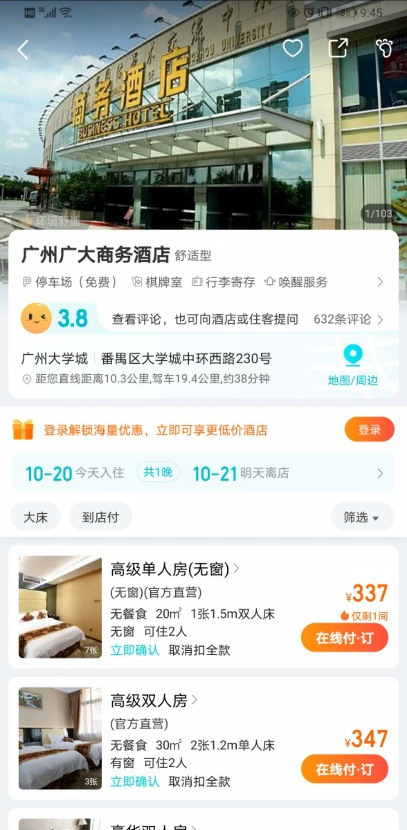 9:45
商务酒店
BUSINESS HOTEL
1/103
广州广大商务酒店 舒适型
停车场（免费） 棋牌室 行李寄存 唤醒服务
3.8 查看评论，也可向酒店或住客提问 632条评论
广州大学城 番禺区大学城中环西路230号
距您直线距离10.3公里,驾车19.4公里,约38分钟
地图/周边
登录解锁海量优惠，立即可享更低价酒店 登录
10-20 今天入住 共1晚 10-21 明天离店
大床 到店付 筛选
高级单人房(无窗)
(无窗)(官方直营)
¥337
无餐食 20㎡ 1张1.5m双人床
仅剩1间
无窗 可住2人
在线付·订
立即确认 取消扣全款
7张
高级双人房
(官方直营)
¥347
无餐食 30㎡ 2张1.2m单人床
有窗 可住2人
在线付·订
立即确认 取消扣全款
3张